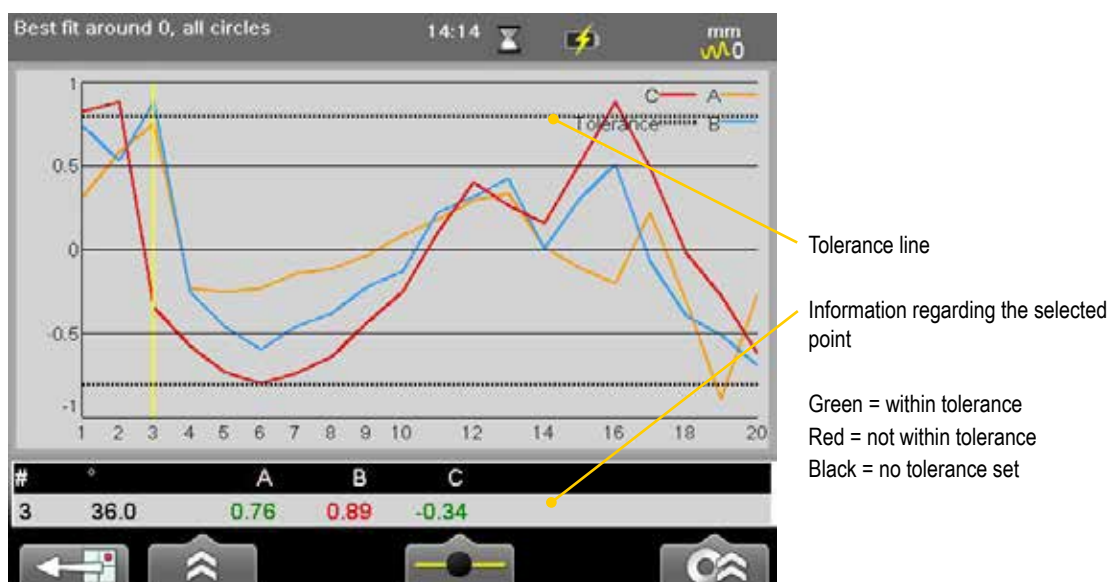 Best fit around 0, all circles 14:14 mm
0
1
C A
Tolerance B
0.5
0
-0.5
-1
1 2 3 4 5 6 7 8 9 10 12 14 16 18 20
# ° A B C
3 36.0 0.76 0.89 -0.34
Tolerance line
Information regarding the selected
point
Green = within tolerance
Red = not within tolerance
Black = no tolerance set